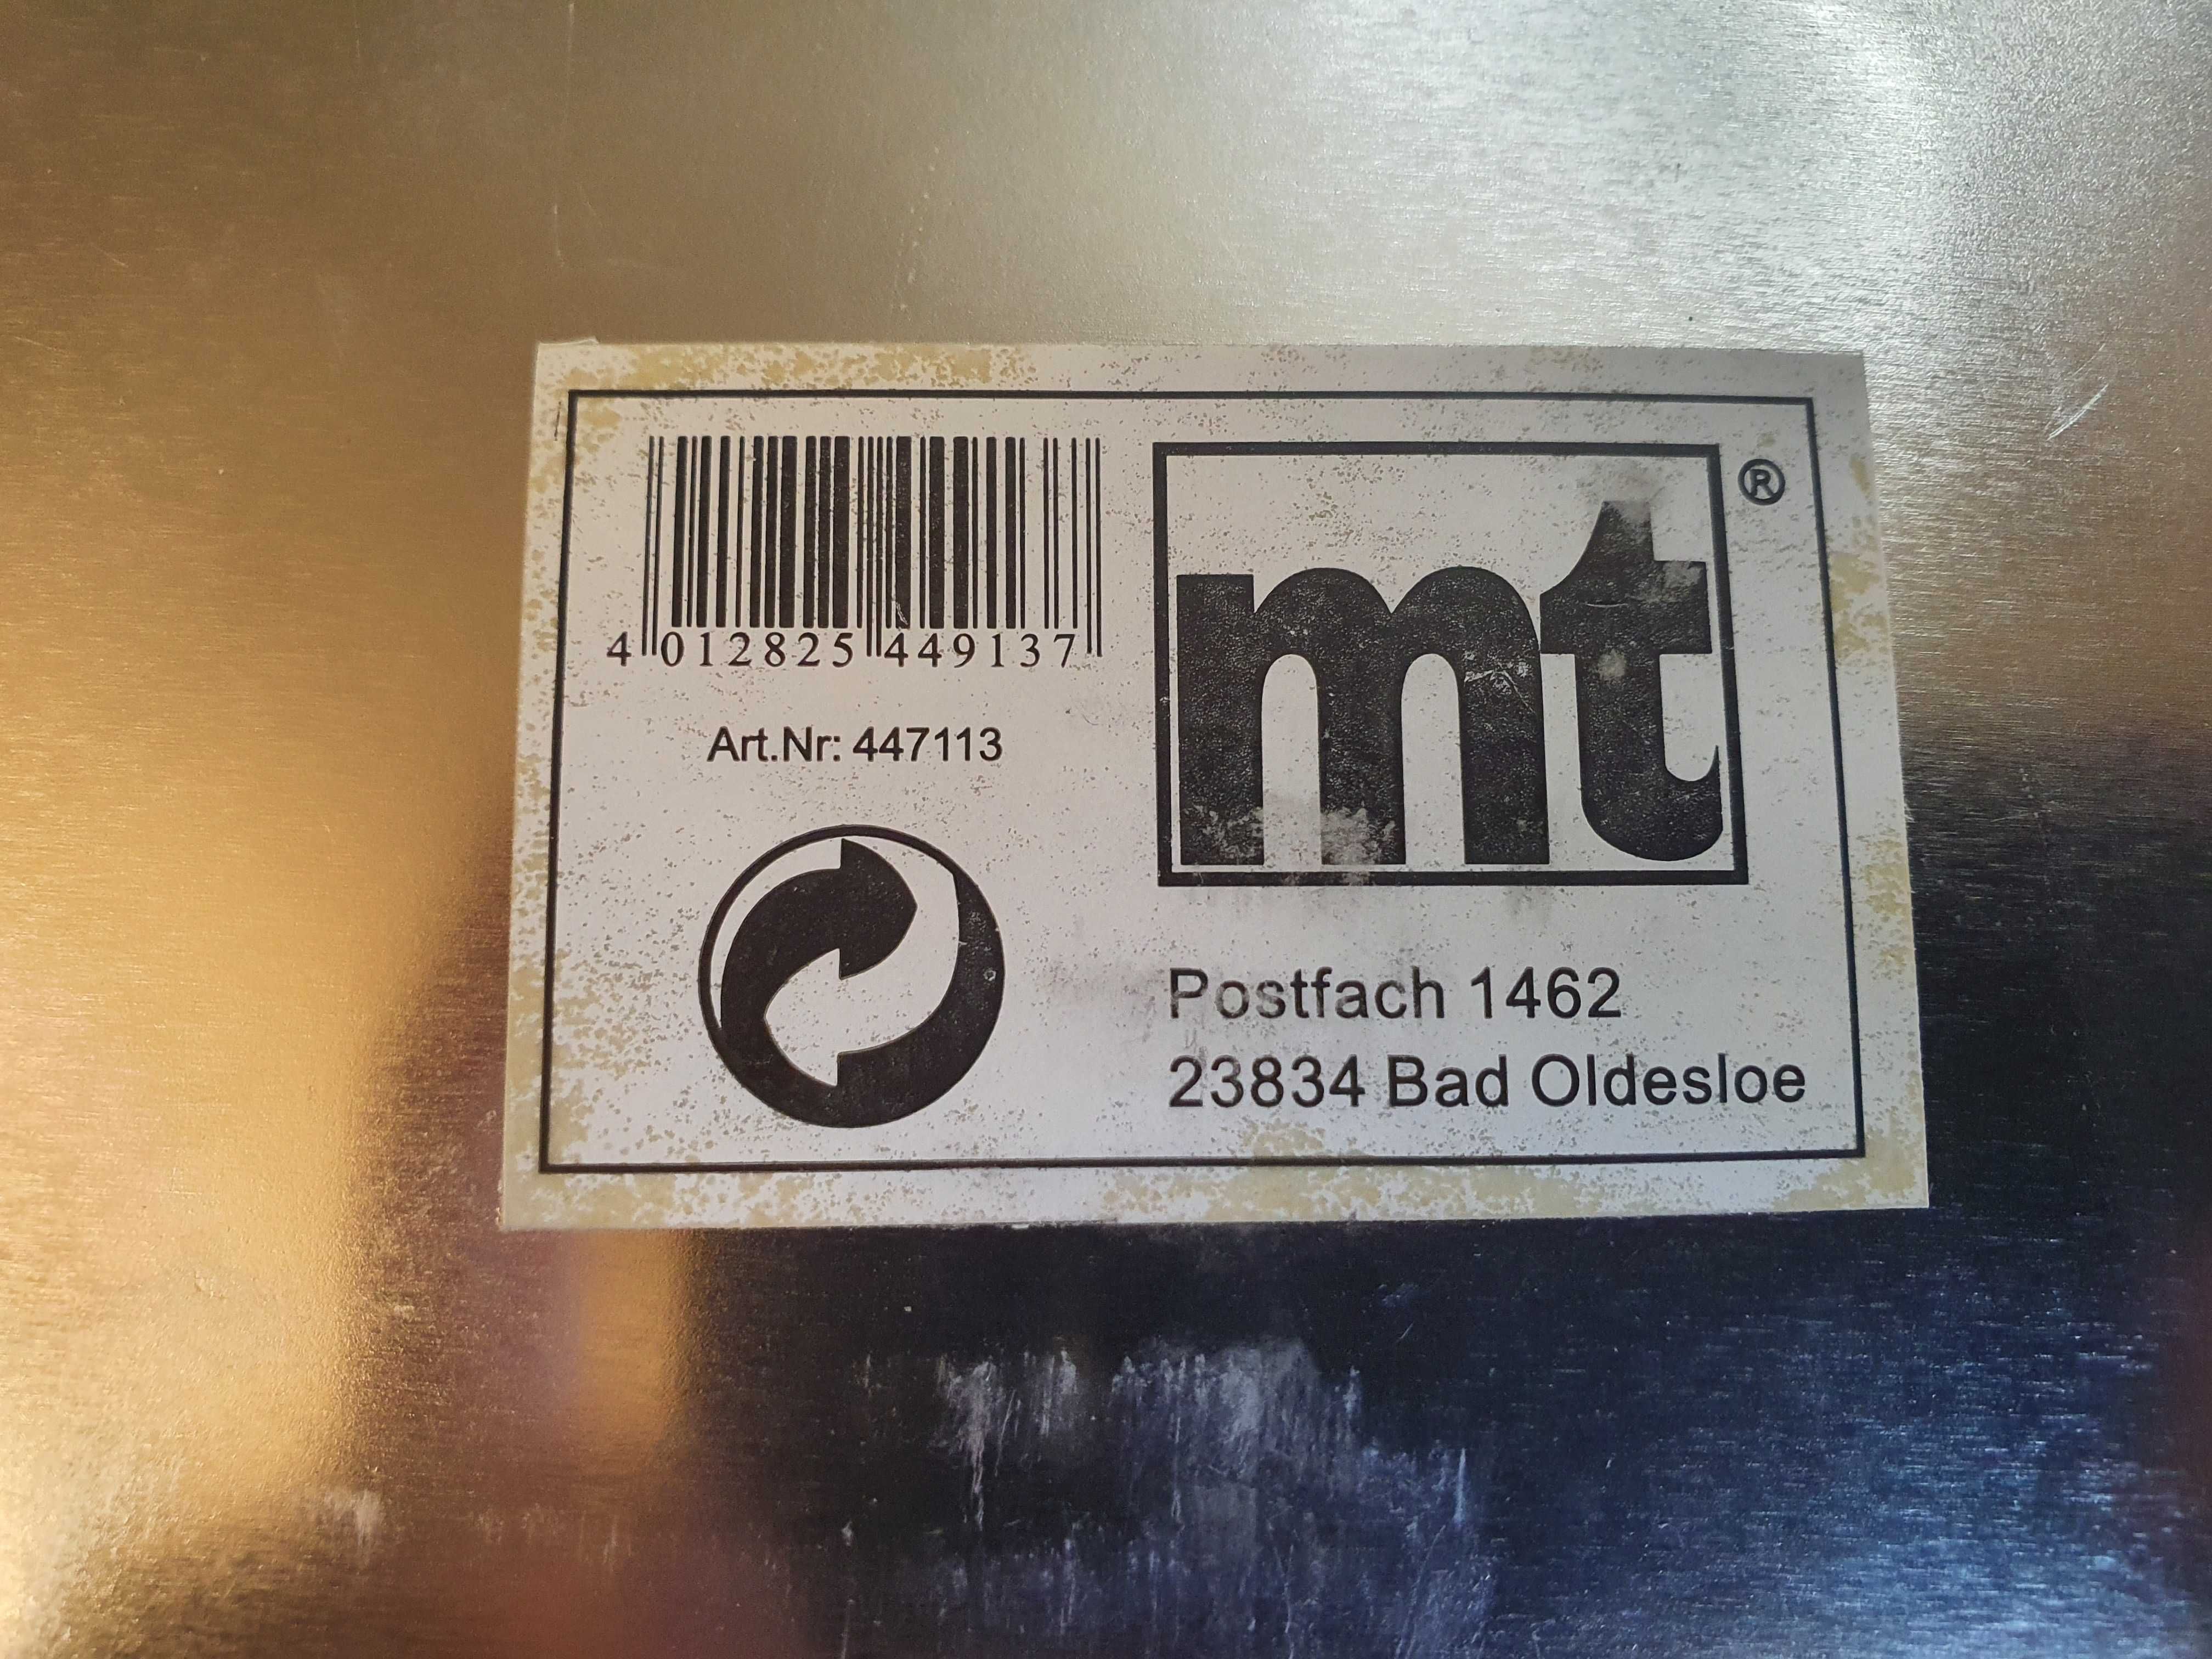 4 012825 449137
Art.Nr: 447113
mt®
Postfach 1462
23834 Bad Oldesloe